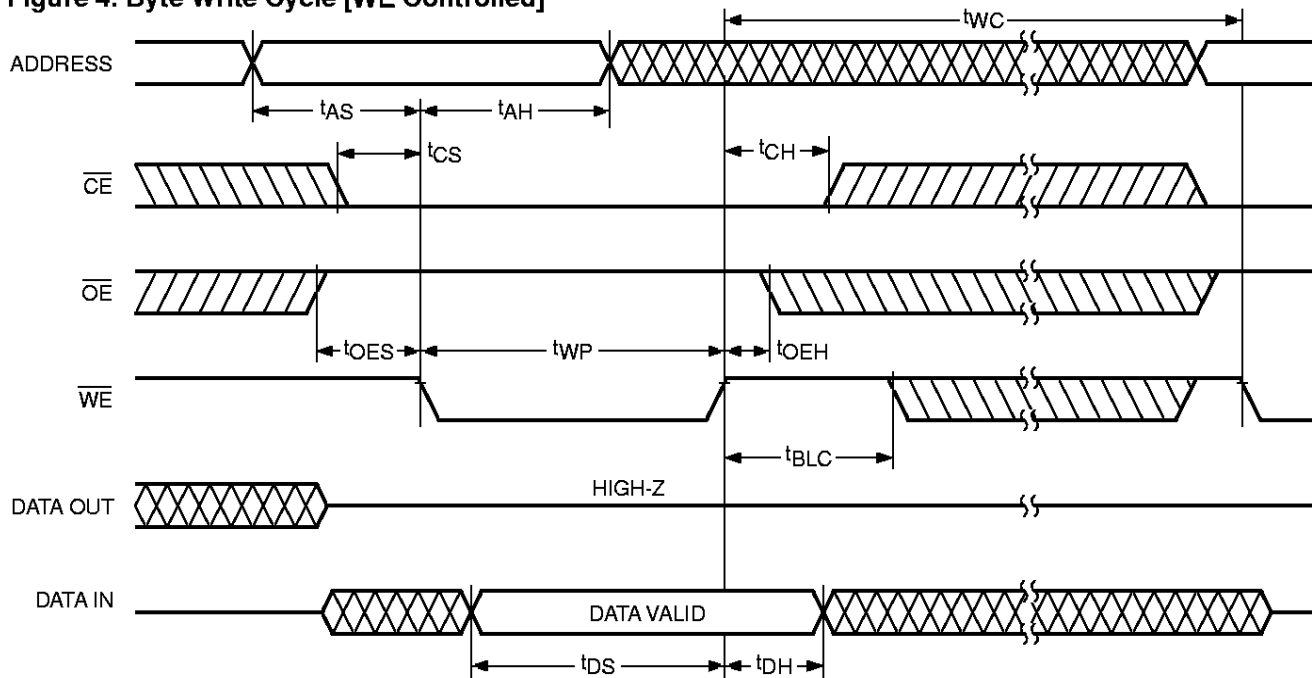 Figure 4. Byte Write Cycle [WE Controlled]
tWC
ADDRESS
tAS
tAH
tCS
tCH
CE
OE
tOES
tWP
tOEH
WE
tBLC
HIGH-Z
DATA OUT
DATA IN
DATA VALID
tDS
tDH